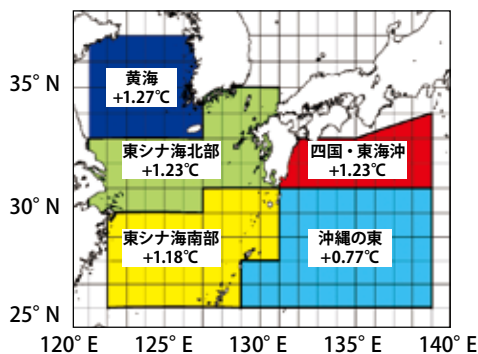 35° N
30° N
25° N
黄海
+1.27℃
東シナ海北部
+1.23℃
四国・東海沖
+1.23℃
東シナ海南部
+1.18℃
沖縄の東
+0.77℃
120° E
125° E
130° E
135° E
140° E